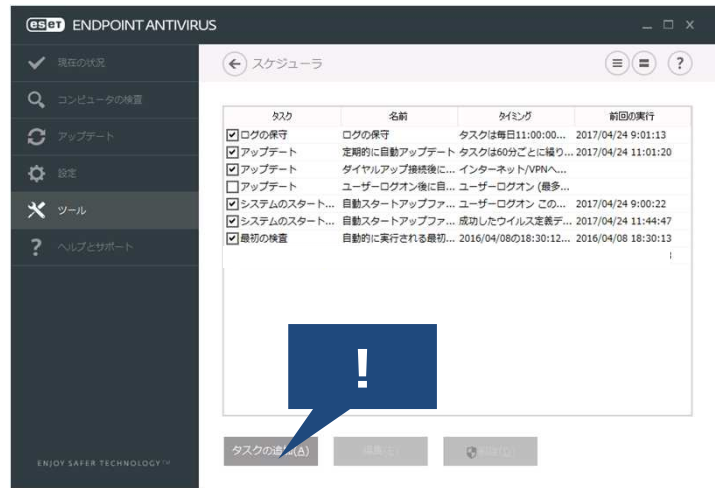 eset ENDPOINT ANTIVIRUS
現在の状況
コンピュータの検査
アップデート
設定
ツール
ヘルプとサポート
ENJOY SAFER TECHNOLOGY™
スケジューラ
?
タスク 名前 タイミング 前回の実行
ログの保守 ログの保守 タスクは毎日11:00:00... 2017/04/24 9:01:13
アップデート 定期的に自動アップデート タスクは60分ごとに繰り... 2017/04/24 11:01:20
アップデート ダイヤルアップ接続後に... インターネット/VPNへ...
アップデート ユーザーログオン後に自... ユーザーログオン (最多...
システムのスタート... 自動スタートアップファ... ユーザーログオン この... 2017/04/24 9:00:22
システムのスタート... 自動スタートアップファ... 成功したウイルス定義デ... 2017/04/24 11:44:47
最初の検査 自動的に実行される最初... 2016/04/08の18:30:12... 2016/04/08 18:30:13
!
タスクの追加(A) 編集(E) 削除(D)